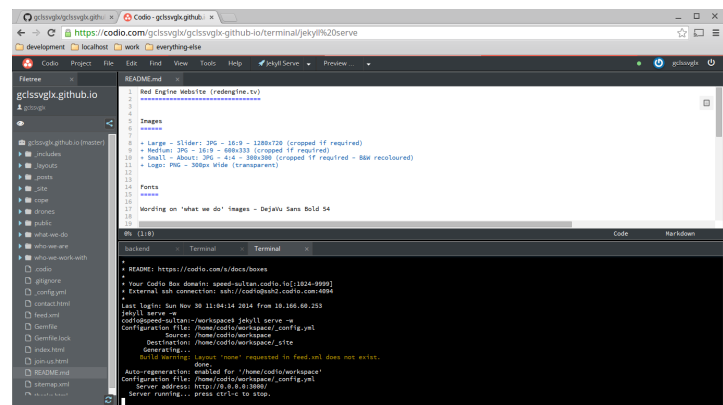 gclssvglx/gclssvglx.githu
Codio - gclssvglx.github.i
https://codio.com/gclssvglx/gclssvglx-github-io/terminal/jekyll%20serve
development localhost work everything-else
Codio Project File Edit Find View Tools Help Jekyll Serve Preview ... gclssvglx
Filetree
README.md
gclssvglx.github.io
gclssvglx
gclssvglx.github.io (master)
_includes
_layouts
_posts
_site
cope
drones
public
what-we-do
who-we-are
who-we-work-with
.codio
.gitignore
_config.yml
contact.html
feed.xml
Gemfile
Gemfile.lock
index.html
join-us.html
README.md
sitemap.xml
1 Red Engine Website (redengine.tv)
2 ==================================
3
4
5 Images
6 ======
7
8 + Large - Slider: JPG - 16:9 - 1280x720 (cropped if required)
9 + Medium: JPG - 16:9 - 600x333 (cropped if required)
10 + Small - About: JPG - 4:4 - 300x300 (cropped if required - B&W recoloured)
11 + Logo: PNG - 300px Wide (transparent)
12
13
14 Fonts
15 =====
16
17 Wording on 'what we do' images - DejaVu Sans Bold 54
18
19
0% (1:0) Code Markdown
backend Terminal Terminal
*
* README: https://codio.com/s/docs/boxes
*
* Your Codio Box domain: speed-sultan.codio.io[:1024-9999]
* External ssh connection: ssh://codio@ssh2.codio.com:4094
*
Last login: Sun Nov 30 11:04:14 2014 from 10.166.60.253
jekyll serve -w
codio@speed-sultan:~/workspace$ jekyll serve -w
Configuration file: /home/codio/workspace/_config.yml
Source: /home/codio/workspace
Destination: /home/codio/workspace/_site
Generating...
Build Warning: Layout 'none' requested in feed.xml does not exist.
done.
Auto-regeneration: enabled for '/home/codio/workspace'
Configuration file: /home/codio/workspace/_config.yml
Server address: http://0.0.0.0:3000/
Server running... press ctrl-c to stop.